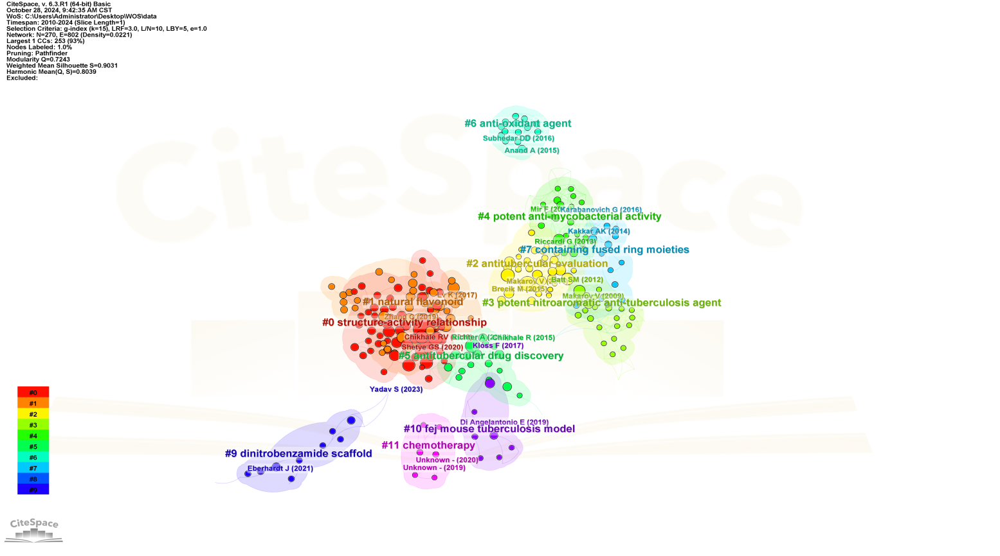 CiteSpace, v. 6.3.R1 (64-bit) Basic
October 28, 2024, 9:42:35 AM CST
WoS: C:\Users\Administrator\Desktop\WOS\data
Timespan: 2010-2024 (Slice Length=1)
Selection Criteria: g-index (k=15), LRF=3.0, L/N=10, LBY=5, e=1.0
Network: N=270, E=802 (Density=0.0221)
Largest 1 CCs: 253 (93%)
Nodes Labeled: 1.0%
Pruning: Pathfinder
Modularity Q=0.7243
Weighted Mean Silhouette S=0.9031
Harmonic Mean(Q, S)=0.8039
Excluded:
CiteSpace
#6 anti-oxidant agent
Subhedar DD (2016)
Anand A (2015)
Mir F
Karabanovich G (2016)
#4 potent anti-mycobacterial activity
Kakkar AK (2014)
Riccardi G (2013)
#7 containing fused ring moieties
#2 antitubercular evaluation
Makarov V
Batt SM (2012)
Brecik M (2015)
Makarov V (2009)
#3 potent nitroaromatic anti-tuberculosis agent
Lv K (2017)
#1 natural flavonoid
Zhang G (2019)
#0 structure-activity relationship
Chikhale RV
Richter A
Chikhale R (2015)
Shetye GS (2020)
Kloss F (2017)
#5 antitubercular drug discovery
Yadav S (2023)
Di Angelantonio E (2019)
#10 fej mouse tuberculosis model
#11 chemotherapy
#9 dinitrobenzamide scaffold
Unknown - (2020)
Unknown - (2019)
Eberhardt J (2021)
#0
#1
#2
#3
#4
#5
#6
#7
#8
#9
CiteSpace